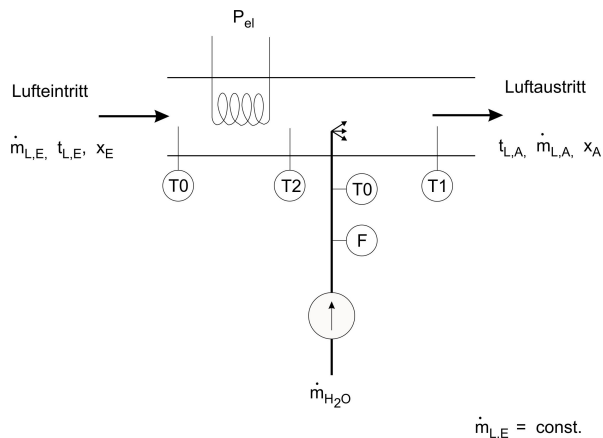 P_el
Lufteintritt
Luftaustritt
ṁ_L,E, t_L,E, x_E
t_L,A, ṁ_L,A, x_A
T0
T2
T0
T1
F
ṁ_H₂O
ṁ_L,E = const.